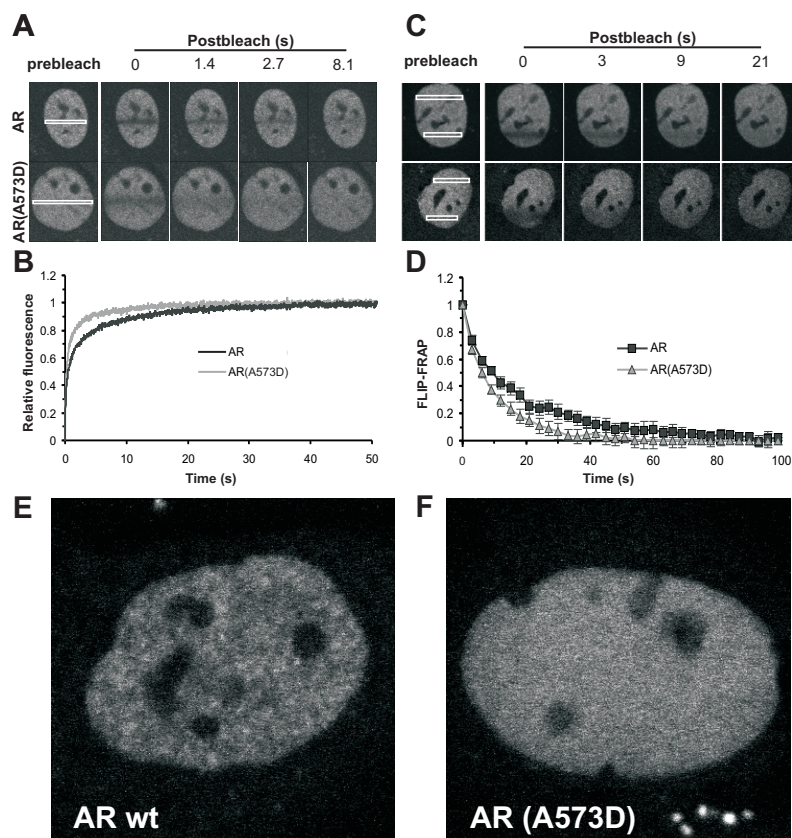 A
Postbleach (s)
prebleach 0 1.4 2.7 8.1
AR
AR(A573D)
C
Postbleach (s)
prebleach 0 3 9 21
B
1.2
1
0.8
0.6
0.4
0.2
0
Relative fluorescence
AR
AR(A573D)
0 10 20 30 40 50
Time (s)
D
1.2
1
0.8
0.6
0.4
0.2
0
FLIP-FRAP
AR
AR(A573D)
0 20 40 60 80 100
Time (s)
E
AR wt
F
AR (A573D)